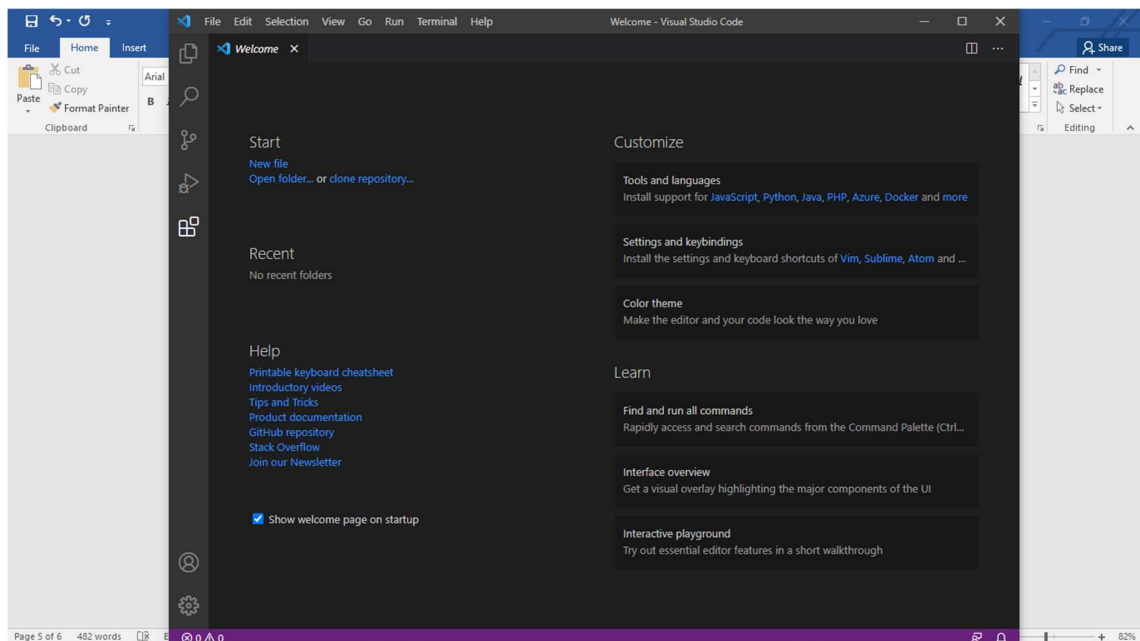 File Edit Selection View Go Run Terminal Help
Welcome - Visual Studio Code
File Home Insert
Share
Welcome
Cut
Copy
Paste
Format Painter
Clipboard
Arial
B
Find
Replace
Select
Editing
Start
New file
Open folder... or clone repository...
Recent
No recent folders
Help
Printable keyboard cheatsheet
Introductory videos
Tips and Tricks
Product documentation
GitHub repository
Stack Overflow
Join our Newsletter
Show welcome page on startup
Customize
Tools and languages
Install support for JavaScript, Python, Java, PHP, Azure, Docker and more
Settings and keybindings
Install the settings and keyboard shortcuts of Vim, Sublime, Atom and ...
Color theme
Make the editor and your code look the way you love
Learn
Find and run all commands
Rapidly access and search commands from the Command Palette (Ctrl...
Interface overview
Get a visual overlay highlighting the major components of the UI
Interactive playground
Try out essential editor features in a short walkthrough
Page 5 of 6 482 words
0 0
82%